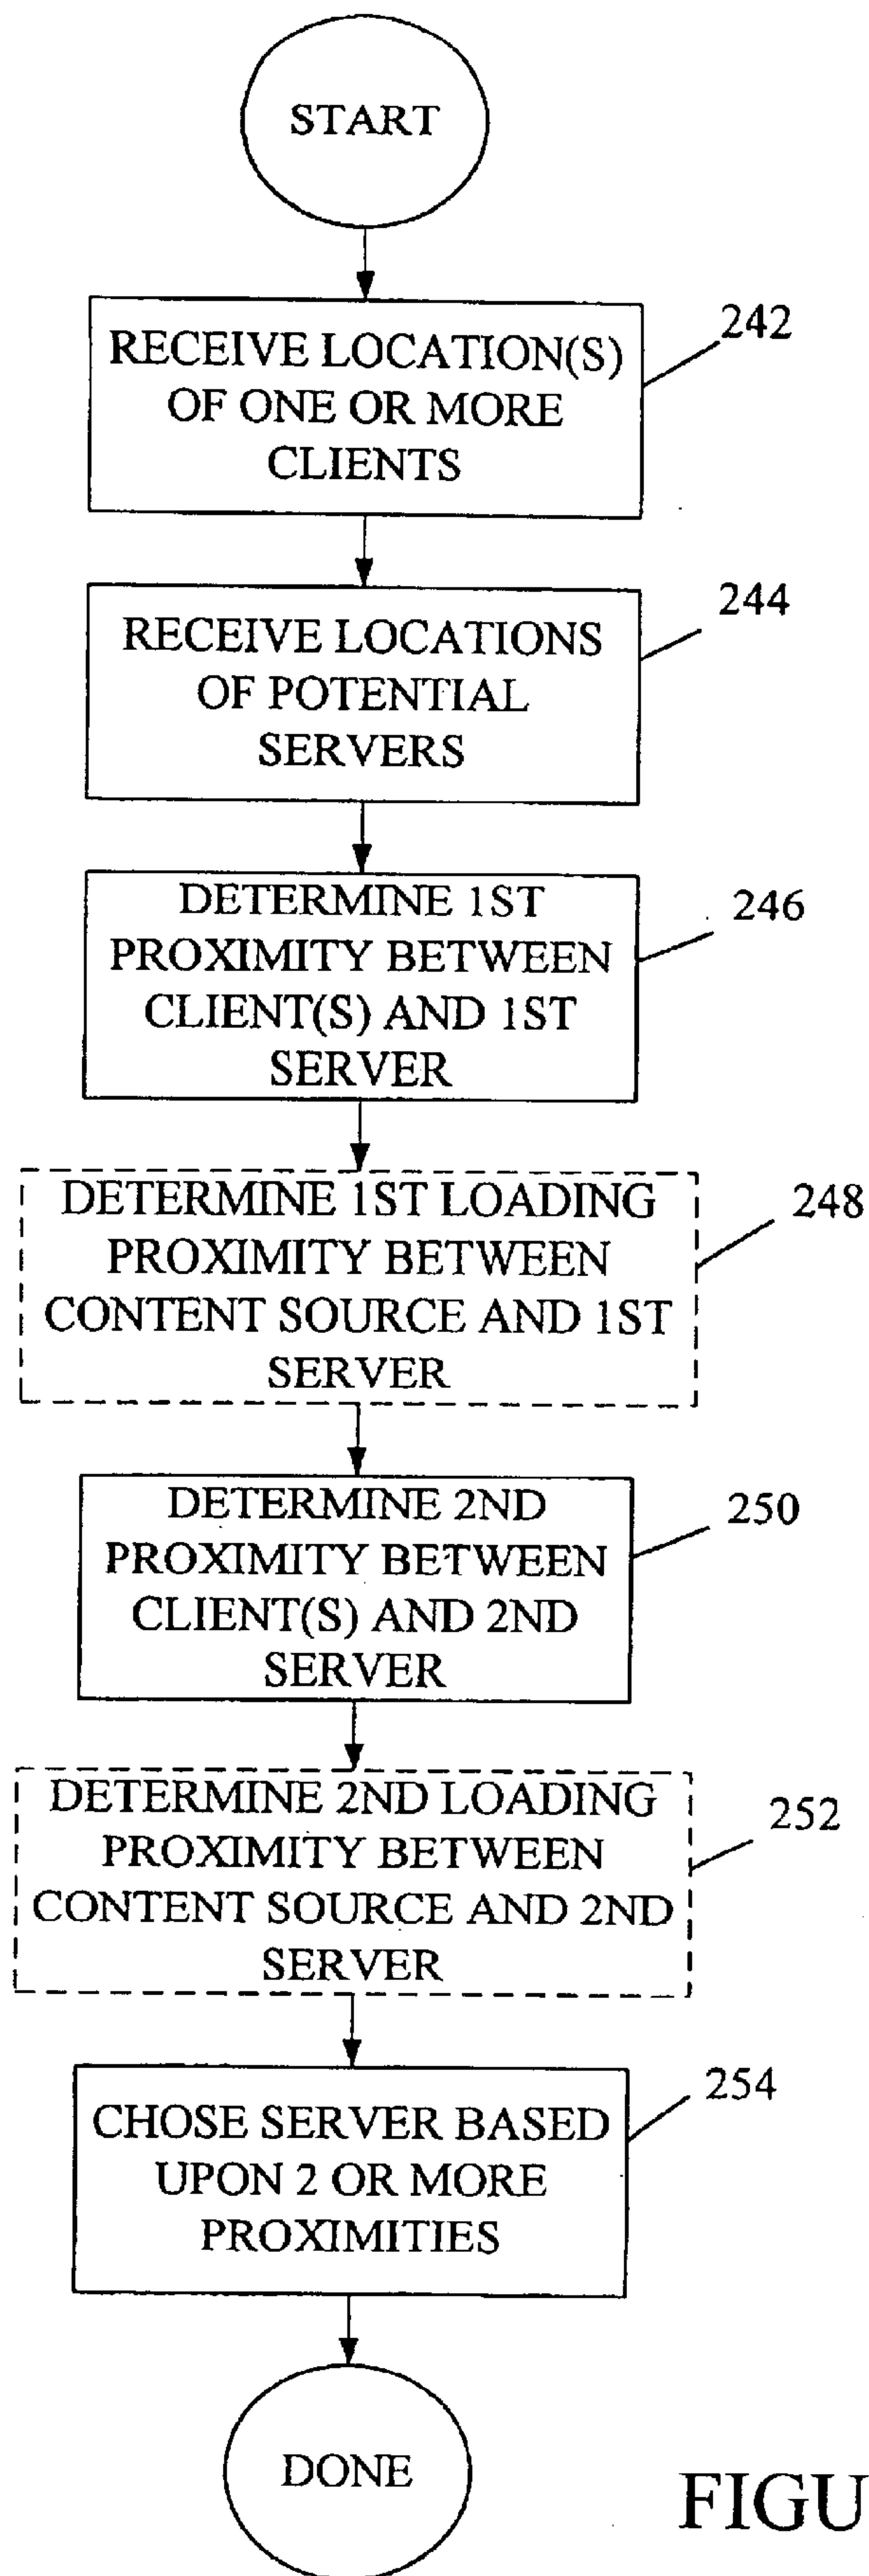 START
RECEIVE LOCATION(S)
OF ONE OR MORE
CLIENTS
242
RECEIVE LOCATIONS
OF POTENTIAL
SERVERS
244
DETERMINE 1ST
PROXIMITY BETWEEN
CLIENT(S) AND 1ST
SERVER
246
DETERMINE 1ST LOADING
PROXIMITY BETWEEN
CONTENT SOURCE AND 1ST
SERVER
248
DETERMINE 2ND
PROXIMITY BETWEEN
CLIENT(S) AND 2ND
SERVER
250
DETERMINE 2ND LOADING
PROXIMITY BETWEEN
CONTENT SOURCE AND 2ND
SERVER
252
CHOSE SERVER BASED
UPON 2 OR MORE
PROXIMITIES
254
DONE
FIGU